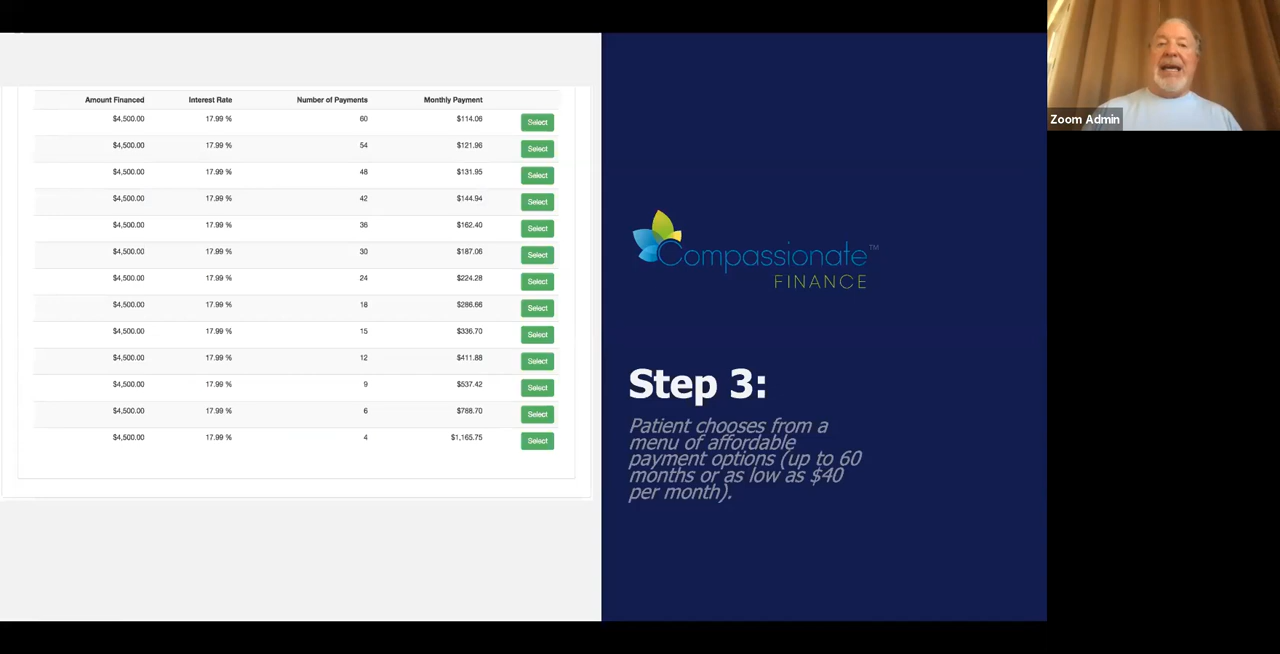 Amount Financed Interest Rate Number of Payments Monthly Payment
$4,500.00 17.99 % 60 $114.06 Select
$4,500.00 17.99 % 54 $121.96 Select
$4,500.00 17.99 % 48 $131.95 Select
$4,500.00 17.99 % 42 $144.94 Select
$4,500.00 17.99 % 36 $162.40 Select
$4,500.00 17.99 % 30 $187.06 Select
$4,500.00 17.99 % 24 $224.28 Select
$4,500.00 17.99 % 18 $286.66 Select
$4,500.00 17.99 % 15 $336.70 Select
$4,500.00 17.99 % 12 $411.88 Select
$4,500.00 17.99 % 9 $537.42 Select
$4,500.00 17.99 % 6 $788.70 Select
$4,500.00 17.99 % 4 $1,165.75 Select
Compassionate™
FINANCE
Step 3:
Patient chooses from a
menu of affordable
payment options (up to 60
months or as low as $40
per month).
Zoom Admin